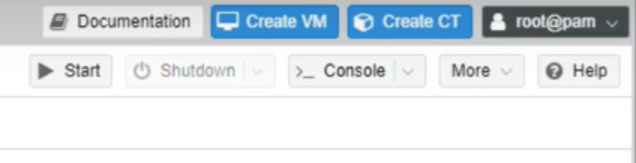 Documentation Create VM Create CT root@pam
Start Shutdown >_ Console More Help